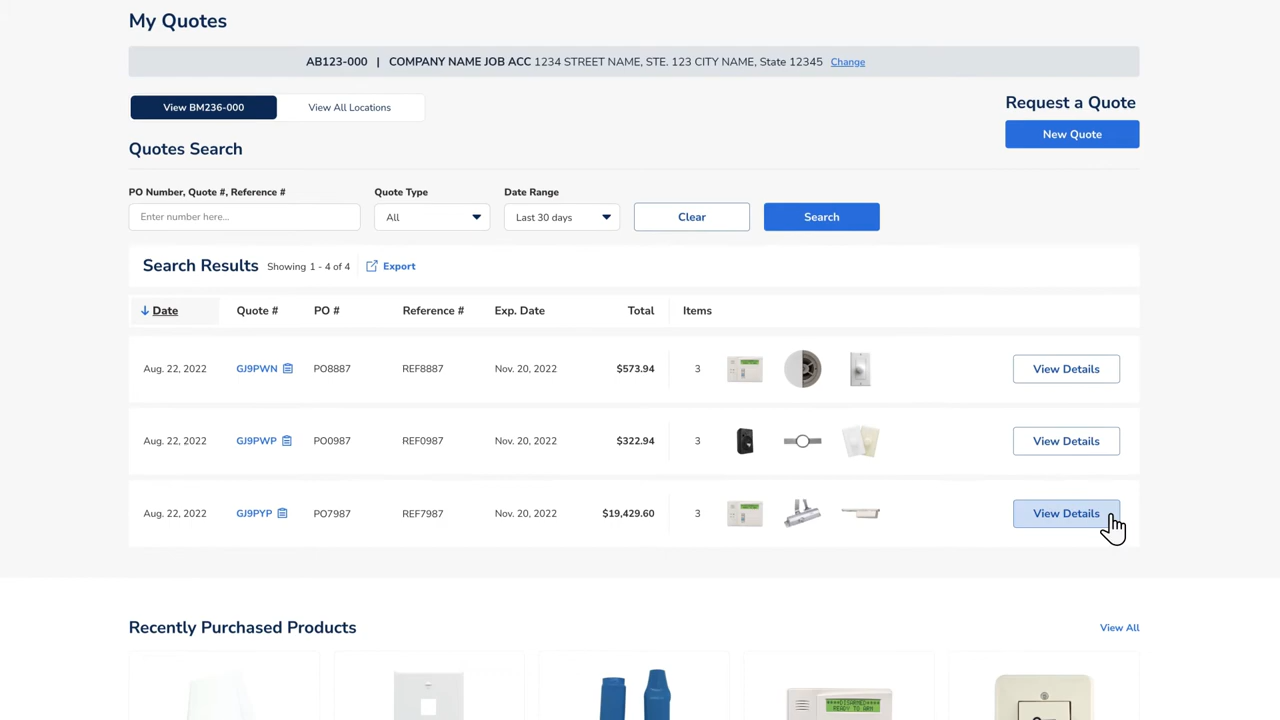 My Quotes
AB123-000 | COMPANY NAME JOB ACC 1234 STREET NAME, STE. 123 CITY NAME, State 12345 Change
View BM236-000 View All Locations
Request a Quote
New Quote
Quotes Search
PO Number, Quote #, Reference # Quote Type Date Range
Enter number here... All Last 30 days Clear Search
Search Results Showing 1 - 4 of 4 Export
Date Quote # PO # Reference # Exp. Date Total Items
Aug. 22, 2022 GJ9PWN PO8887 REF8887 Nov. 20, 2022 $573.94 3 View Details
Aug. 22, 2022 GJ9PWP PO0987 REF0987 Nov. 20, 2022 $322.94 3 View Details
Aug. 22, 2022 GJ9PYP PO7987 REF7987 Nov. 20, 2022 $19,429.60 3 View Details
Recently Purchased Products View All
DISARMED
READY TO ARM